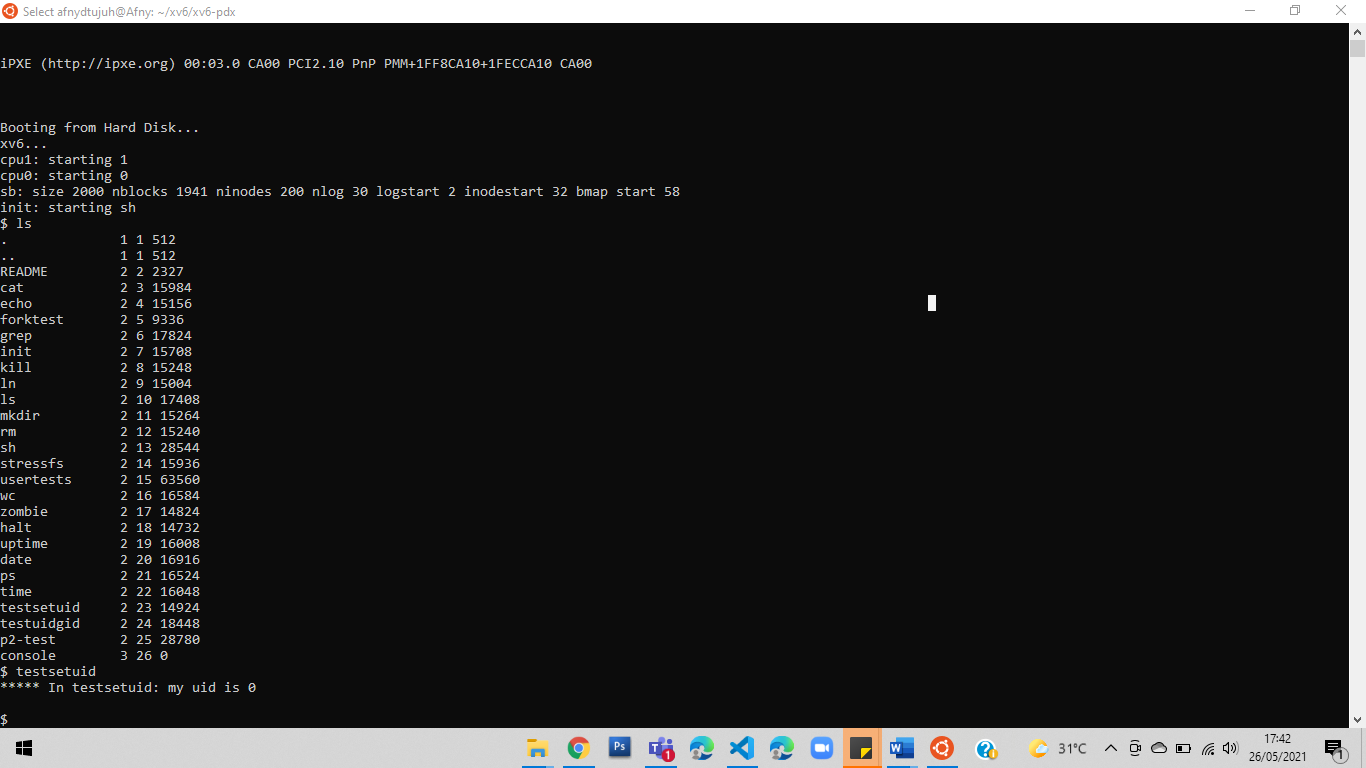 Select afnydtujuh@Afny: ~/xv6/xv6-pdx
iPXE (http://ipxe.org) 00:03.0 CA00 PCI2.10 PnP PMM+1FF8CA10+1FECCA10 CA00
Booting from Hard Disk...
xv6...
cpu1: starting 1
cpu0: starting 0
sb: size 2000 nblocks 1941 ninodes 200 nlog 30 logstart 2 inodestart 32 bmap start 58
init: starting sh
$ ls
. 1 1 512
.. 1 1 512
README 2 2 2327
cat 2 3 15984
echo 2 4 15156
forktest 2 5 9336
grep 2 6 17824
init 2 7 15708
kill 2 8 15248
ln 2 9 15004
ls 2 10 17408
mkdir 2 11 15264
rm 2 12 15240
sh 2 13 28544
stressfs 2 14 15936
usertests 2 15 63560
wc 2 16 16584
zombie 2 17 14824
halt 2 18 14732
uptime 2 19 16008
date 2 20 16916
ps 2 21 16524
time 2 22 16048
testsetuid 2 23 14924
testuidgid 2 24 18448
p2-test 2 25 28780
console 3 26 0
$ testsetuid
***** In testsetuid: my uid is 0
$
Ps
1
31°C
17:42
26/05/2021
1